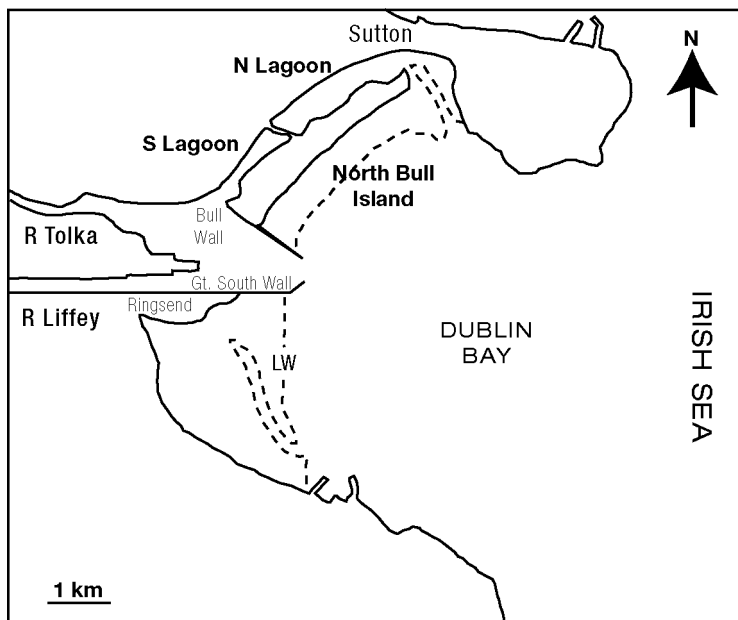 Sutton
N
N Lagoon
S Lagoon
North Bull
Island
Bull
Wall
R Tolka
Gt. South Wall
Ringsend
R Liffey
IRISH SEA
DUBLIN
BAY
LW
1 km